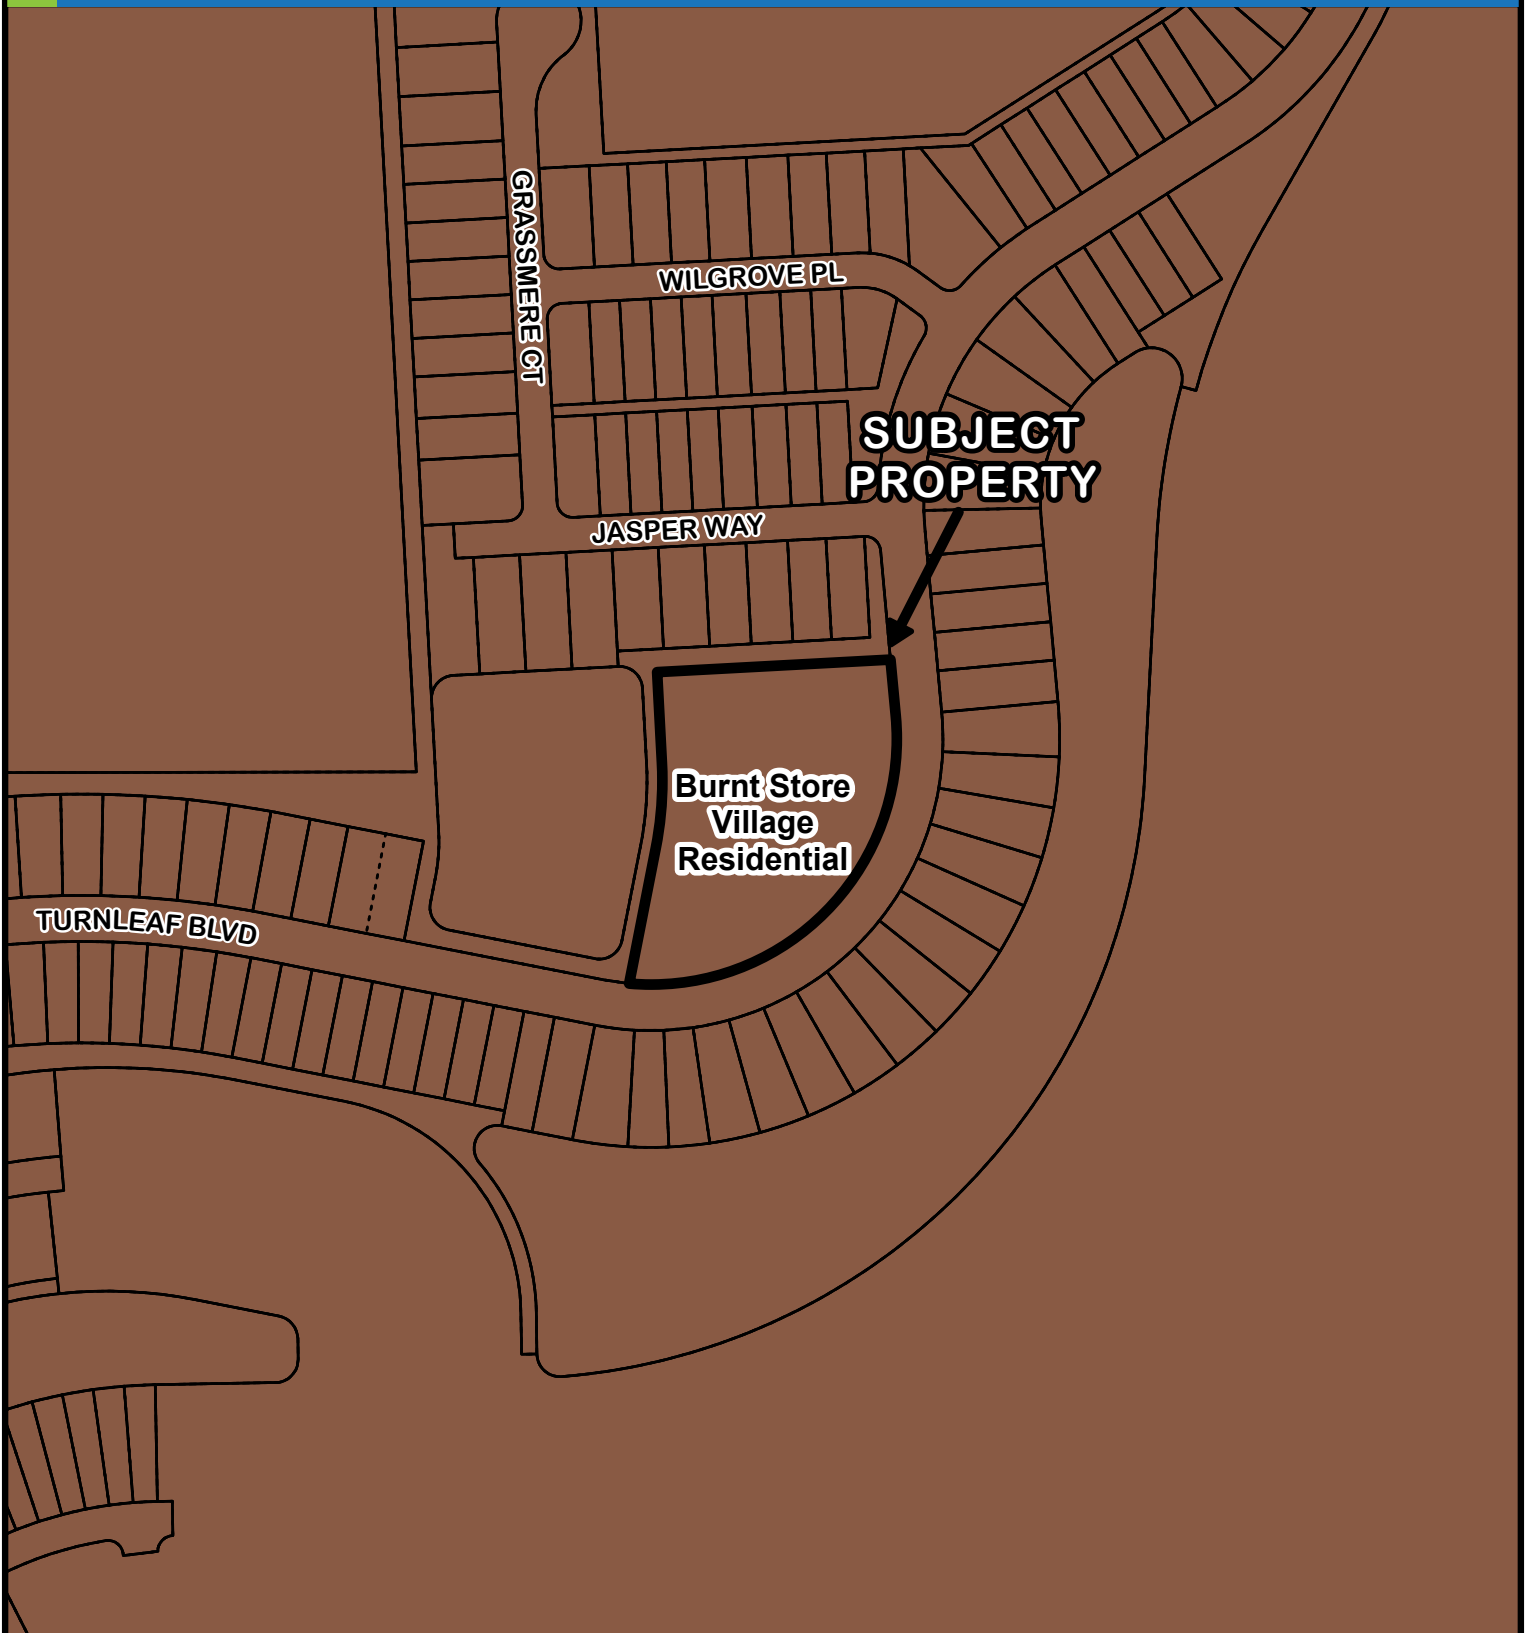 GRASSMERE CT
WILGROVE PL
SUBJECT
PROPERTY
JASPER WAY
Burnt Store
Village
Residential
TURNLEAF BLVD